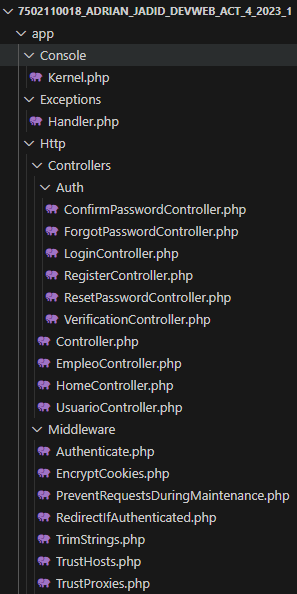 7502110018_ADRIAN_JADID_DEVWEB_ACT_4_2023_1
app
Console
Kernel.php
Exceptions
Handler.php
Http
Controllers
Auth
ConfirmPasswordController.php
ForgotPasswordController.php
LoginController.php
RegisterController.php
ResetPasswordController.php
VerificationController.php
Controller.php
EmpleoController.php
HomeController.php
UsuarioController.php
Middleware
Authenticate.php
EncryptCookies.php
PreventRequestsDuringMaintenance.php
RedirectIfAuthenticated.php
TrimStrings.php
TrustHosts.php
TrustProxies.php